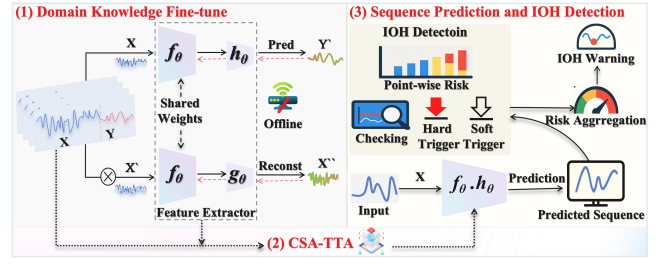 (1) Domain Knowledge Fine-tune
X
fθ
hθ
Pred
Y`
X
Y
Shared
Weights
Offline
X`
fθ
gθ
Reconst
X``
Feature Extractor
(2) CSA-TTA
(3) Sequence Prediction and IOH Detection
IOH Detectoin
Point-wise Risk
Checking
Hard
Trigger
Soft
Trigger
IOH Warning
Risk Aggrregation
Input
X
fθ.hθ
Prediction
Predicted Sequence